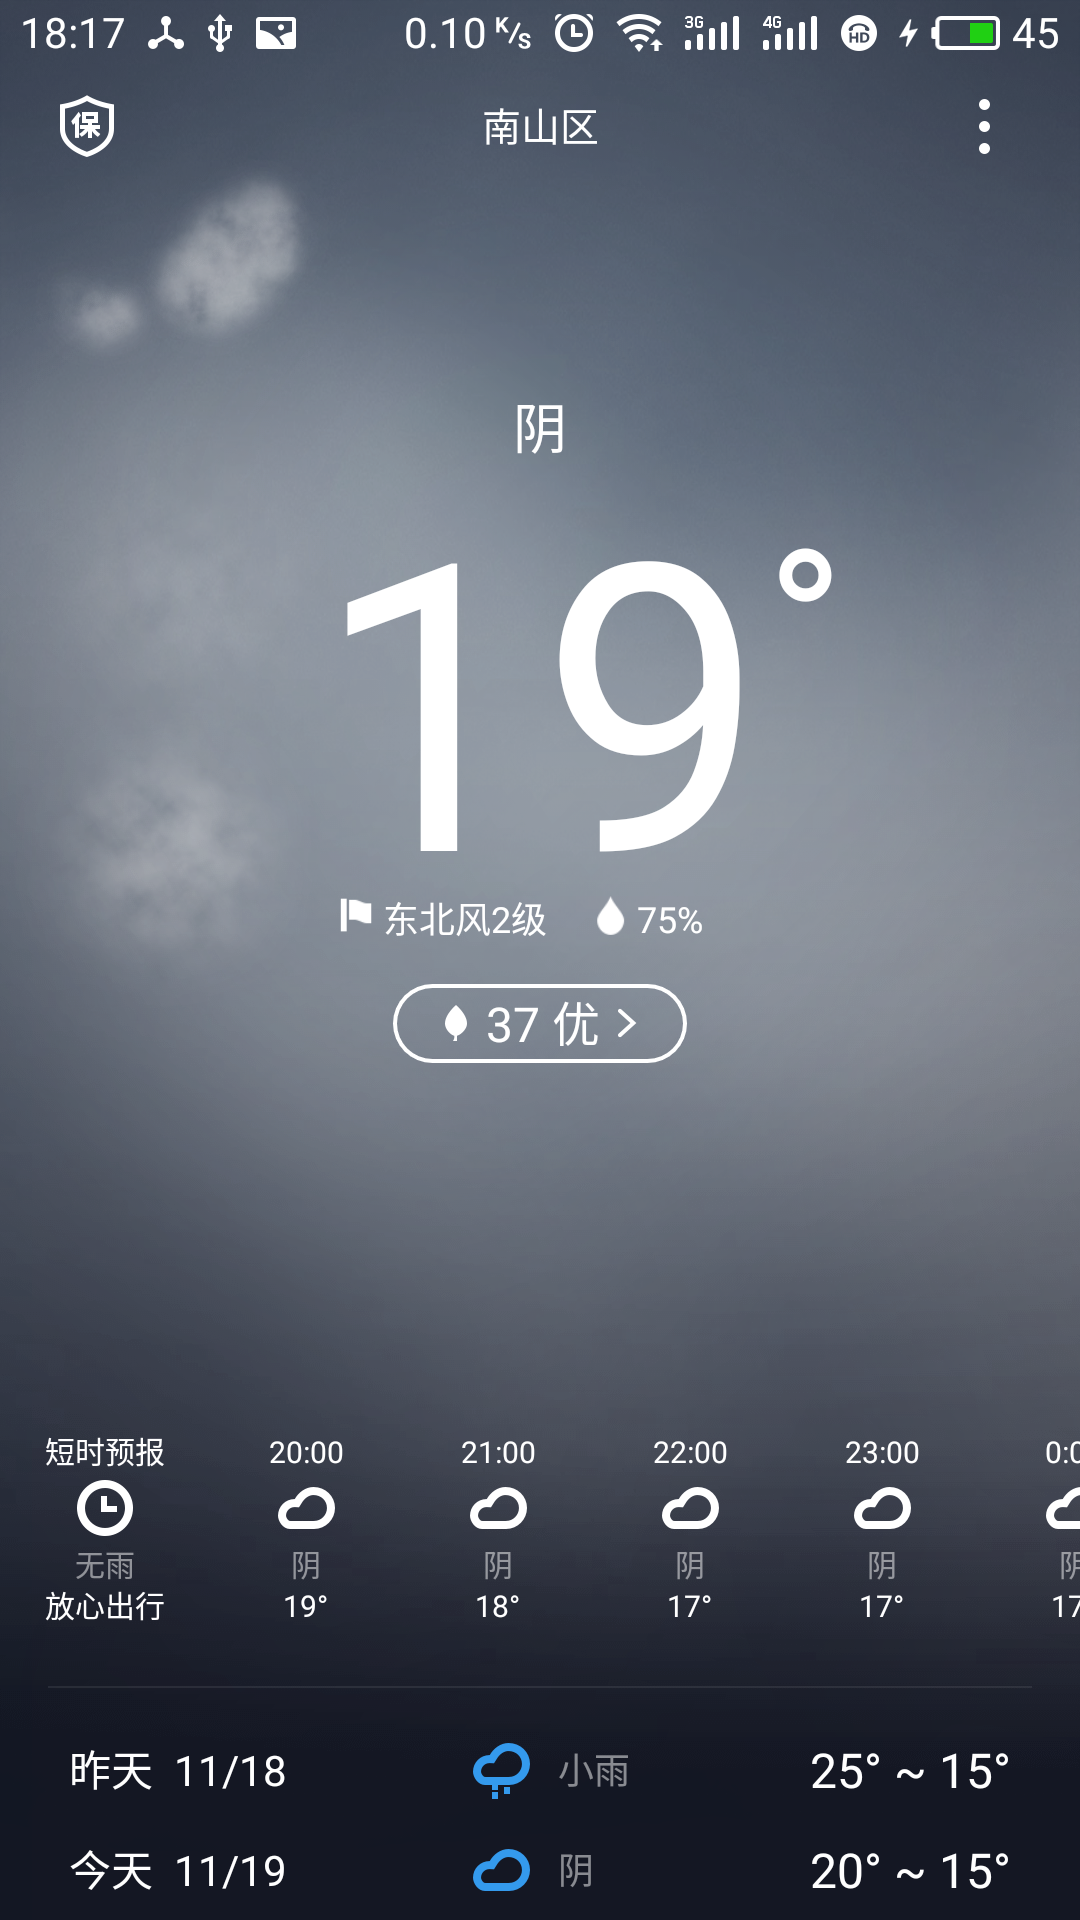 18:17 0.10 K/s 3G 4G HD 45
保 南山区
阴
19°
东北风2级 75%
37 优
短时预报 20:00 21:00 22:00 23:00 0:0
无雨 阴 阴 阴 阴 阴
放心出行 19° 18° 17° 17° 17
昨天 11/18 小雨 25° ~ 15°
今天 11/19 阴 20° ~ 15°